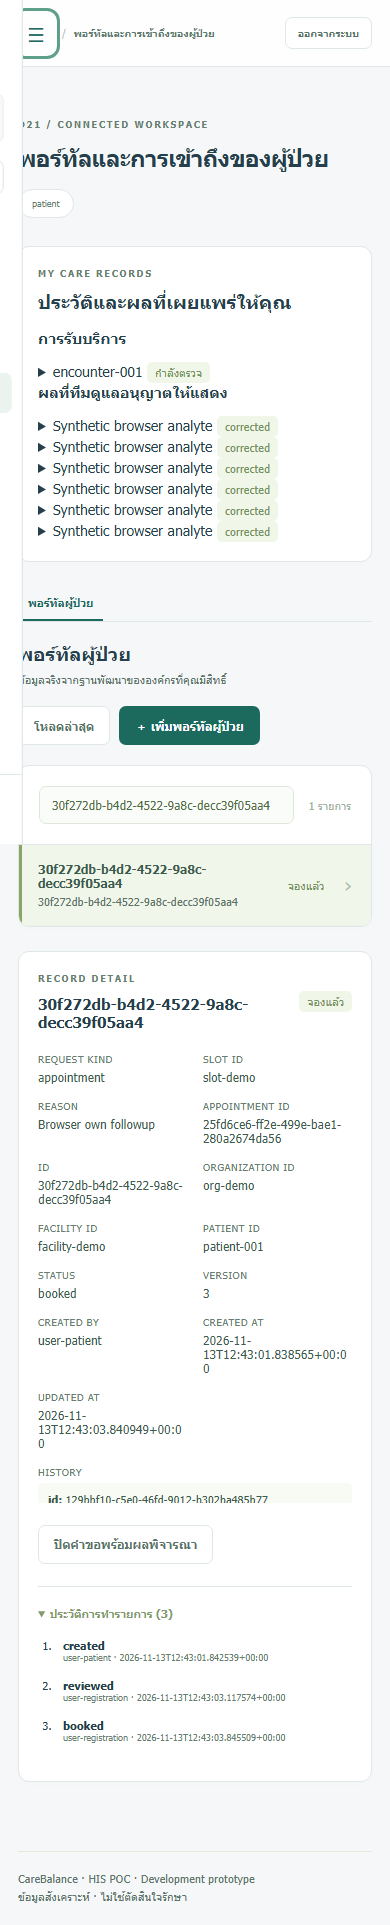 ☰ / พอร์ทัลและการเข้าถึงของผู้ป่วย ออกจากระบบ
021 / CONNECTED WORKSPACE
พอร์ทัลและการเข้าถึงของผู้ป่วย
patient
MY CARE RECORDS
ประวัติและผลที่เผยแพร่ให้คุณ
การรับบริการ
▶ encounter-001 กำลังตรวจ
ผลที่ทีมดูแลอนุญาตให้แสดง
▶ Synthetic browser analyte corrected
▶ Synthetic browser analyte corrected
▶ Synthetic browser analyte corrected
▶ Synthetic browser analyte corrected
▶ Synthetic browser analyte corrected
▶ Synthetic browser analyte corrected
พอร์ทัลผู้ป่วย
พอร์ทัลผู้ป่วย
ข้อมูลจริงจากฐานพัฒนาขององค์กรที่คุณมีสิทธิ์
โหลดล่าสุด + เพิ่มพอร์ทัลผู้ป่วย
30f272db-b4d2-4522-9a8c-decc39f05aa4 1 รายการ
30f272db-b4d2-4522-9a8c-
decc39f05aa4
30f272db-b4d2-4522-9a8c-decc39f05aa4
จองแล้ว
RECORD DETAIL
30f272db-b4d2-4522-9a8c-
decc39f05aa4
จองแล้ว
REQUEST KIND
appointment
SLOT ID
slot-demo
REASON
Browser own followup
APPOINTMENT ID
25fd6ce6-ff2e-499e-bae1-
280a2674da56
ID
30f272db-b4d2-4522-9a8c-
decc39f05aa4
ORGANIZATION ID
org-demo
FACILITY ID
facility-demo
PATIENT ID
patient-001
STATUS
booked
VERSION
3
CREATED BY
user-patient
CREATED AT
2026-11-
13T12:43:01.838565+00:0
0
UPDATED AT
2026-11-
13T12:43:03.840949+00:0
0
HISTORY
id: 129bbf10-c5e0-46fd-9012-b302ba485b77
ปิดคำขอพร้อมผลพิจารณา
▼ ประวัติการทำรายการ (3)
1. created
user-patient · 2026-11-13T12:43:01.842539+00:00
2. reviewed
user-registration · 2026-11-13T12:43:03.117574+00:00
3. booked
user-registration · 2026-11-13T12:43:03.845509+00:00
CareBalance · HIS POC · Development prototype
ข้อมูลสังเคราะห์ · ไม่ใช้ตัดสินใจรักษา